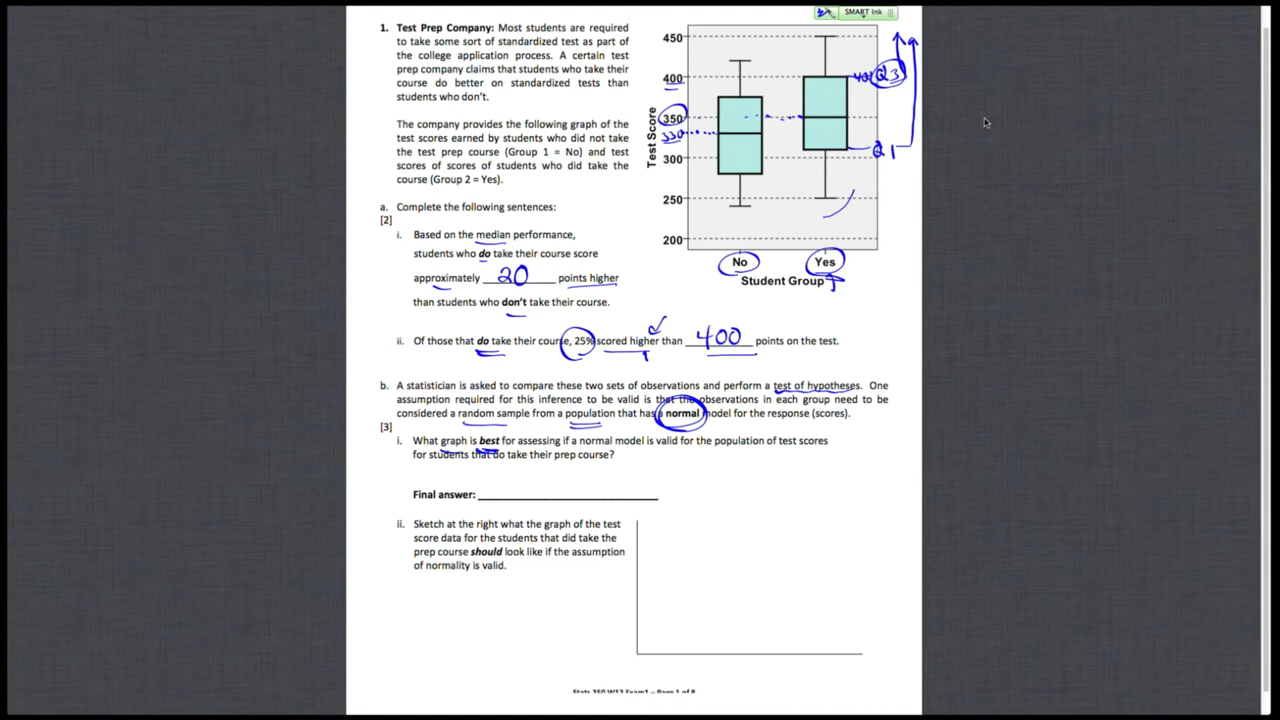 SMART Ink
1. Test Prep Company: Most students are required
to take some sort of standardized test as part of
the college application process. A certain test
prep company claims that students who take their
course do better on standardized tests than
students who don't.
The company provides the following graph of the
test scores earned by students who did not take
the test prep course (Group 1 = No) and test
scores of scores of students who did take the
course (Group 2 = Yes).
450
400
350
300
250
200
Test Score
330
400
Q3
Q1
No
Yes
Student Group
a. Complete the following sentences:
[2]
i. Based on the median performance,
students who do take their course score
approximately 20 points higher
than students who don't take their course.
ii. Of those that do take their course, 25% scored higher than 400 points on the test.
b. A statistician is asked to compare these two sets of observations and perform a test of hypotheses. One
assumption required for this inference to be valid is that the observations in each group need to be
considered a random sample from a population that has a normal model for the response (scores).
[3]
i. What graph is best for assessing if a normal model is valid for the population of test scores
for students that do take their prep course?
Final answer:
ii. Sketch at the right what the graph of the test
score data for the students that did take the
prep course should look like if the assumption
of normality is valid.
Stats 250 W12 Exam1 – Page 1 of 8